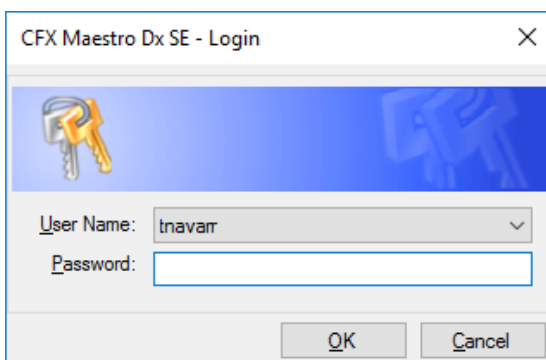 CFX Maestro Dx SE - Login
User Name: tnavarr
Password:
OK Cancel